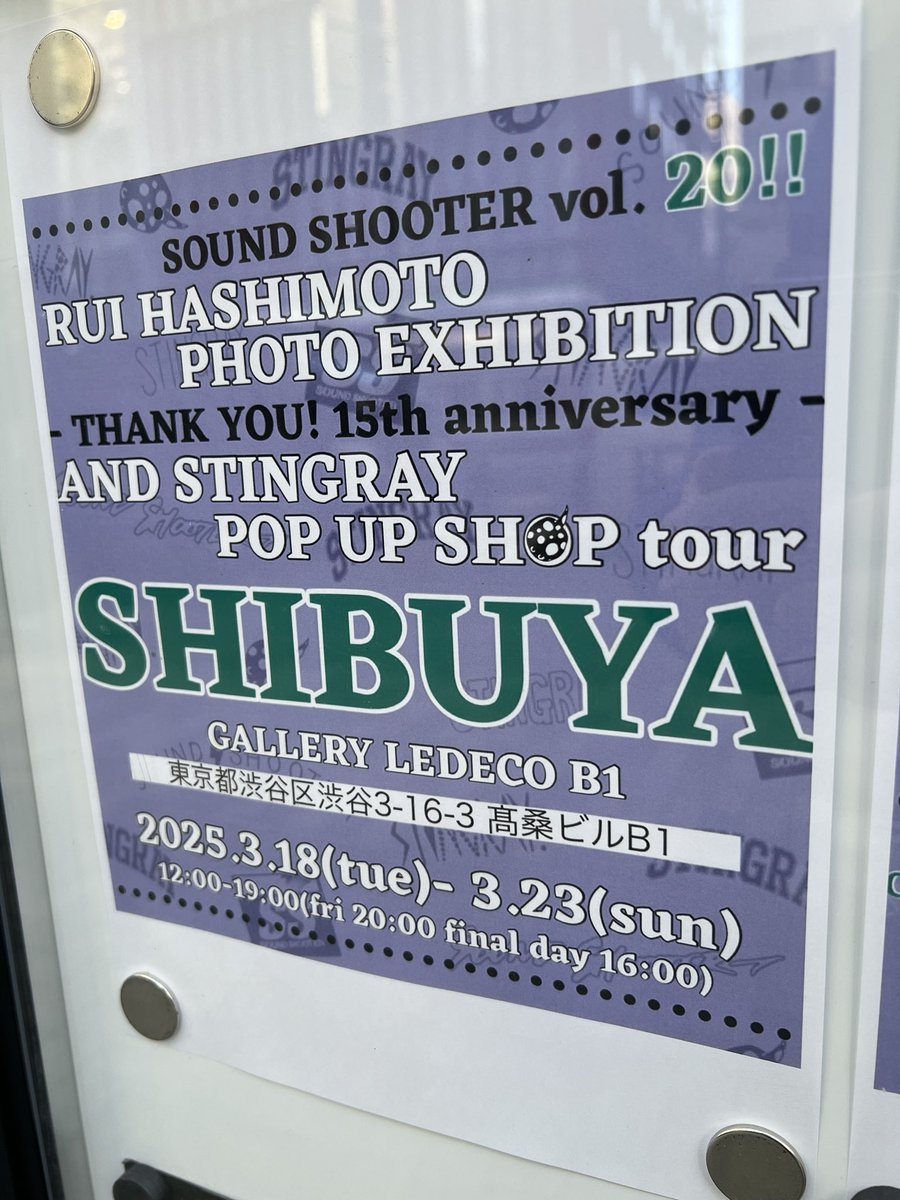 SOUND SHOOTER vol. 20!!
RUI HASHIMOTO
PHOTO EXHIBITION
- THANK YOU! 15th anniversary -
AND STINGRAY
POP UP SHOP tour
SHIBUYA
GALLERY LEDECO B1
東京都渋谷区渋谷3-16-3 髙桑ビルB1
2025.3.18(tue)- 3.23(sun)
12:00-19:00(fri 20:00 final day 16:00)